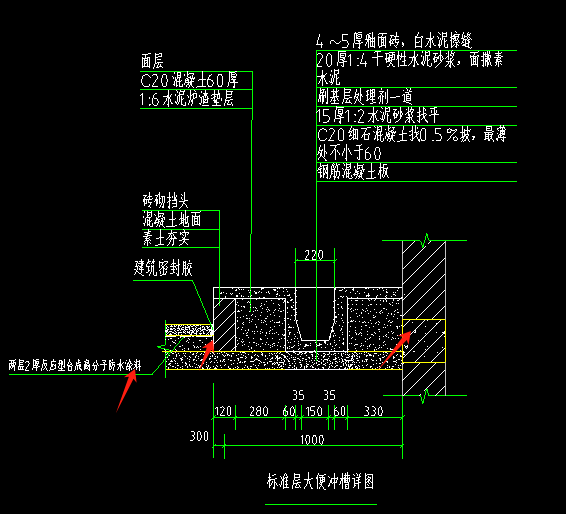 4 ~5厚釉面砖, 白水泥擦缝
20厚1:4干硬性水泥砂浆, 面撒素
水泥
刷基层处理剂一道
15厚1:2水泥砂浆找平
C20细石混凝土找0.5%坡, 最薄
处不小于60
钢筋混凝土板
面层
C20混凝土60厚
1:6水泥炉渣垫层
砖砌挡头
混凝土地面
素土夯实
建筑密封胶
220
两层2厚反应型合成高分子防水涂料
35 35
120 280 60 150 60 330
300 1000
标准层大便冲槽详图